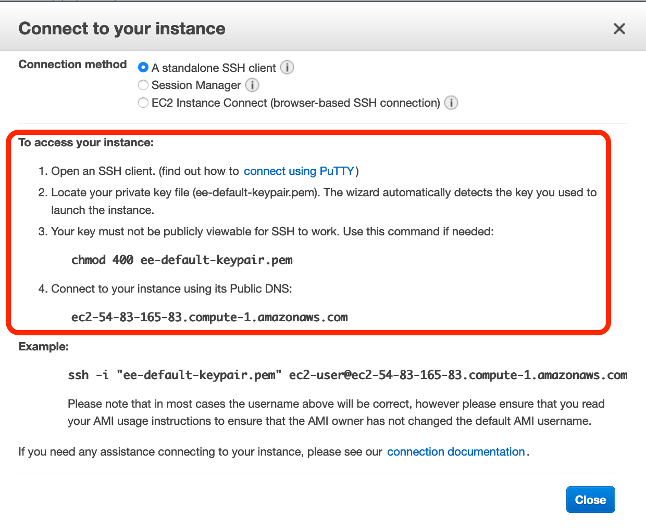 Connect to your instance
Connection method
A standalone SSH client
Session Manager
EC2 Instance Connect (browser-based SSH connection)
To access your instance:
1. Open an SSH client. (find out how to connect using PuTTY)
2. Locate your private key file (ee-default-keypair.pem). The wizard automatically detects the key you used to
launch the instance.
3. Your key must not be publicly viewable for SSH to work. Use this command if needed:
chmod 400 ee-default-keypair.pem
4. Connect to your instance using its Public DNS:
ec2-54-83-165-83.compute-1.amazonaws.com
Example:
ssh -i "ee-default-keypair.pem" ec2-user@ec2-54-83-165-83.compute-1.amazonaws.com
Please note that in most cases the username above will be correct, however please ensure that you read
your AMI usage instructions to ensure that the AMI owner has not changed the default AMI username.
If you need any assistance connecting to your instance, please see our connection documentation.
Close